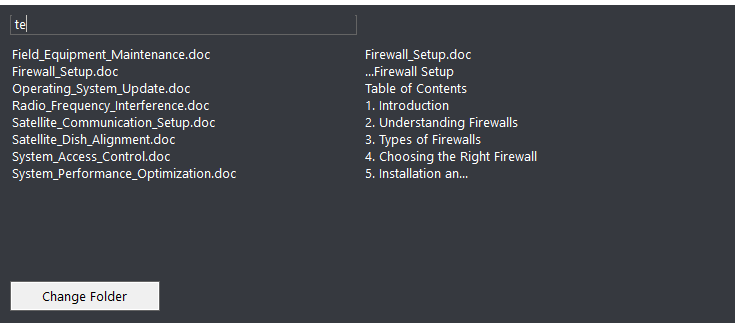 te
Field_Equipment_Maintenance.doc
Firewall_Setup.doc
Operating_System_Update.doc
Radio_Frequency_Interference.doc
Satellite_Communication_Setup.doc
Satellite_Dish_Alignment.doc
System_Access_Control.doc
System_Performance_Optimization.doc
Firewall_Setup.doc
...Firewall Setup
Table of Contents
1. Introduction
2. Understanding Firewalls
3. Types of Firewalls
4. Choosing the Right Firewall
5. Installation an...
Change Folder